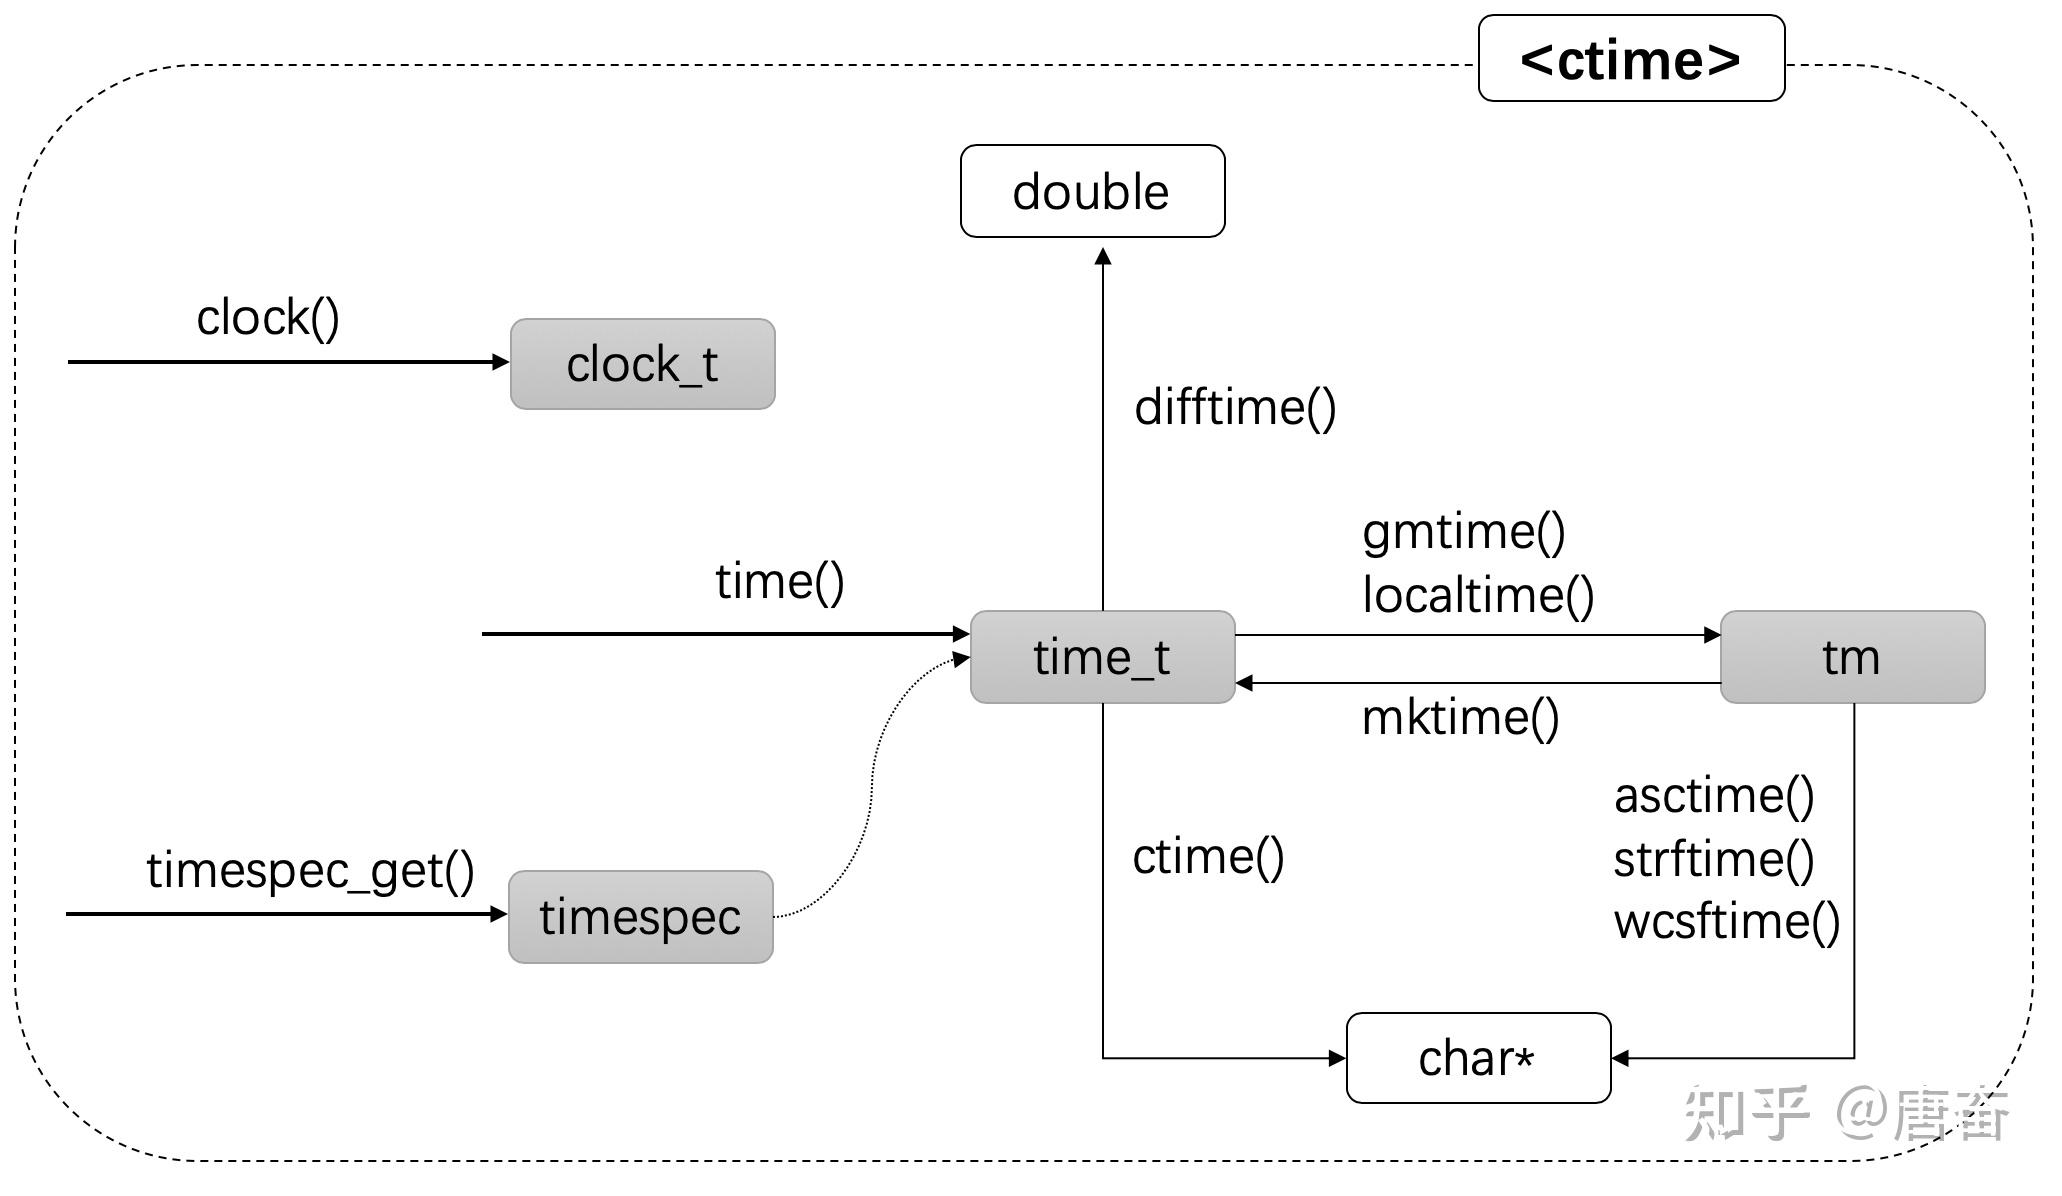 <ctime>
double
clock()
clock_t
difftime()
gmtime()
localtime()
time()
time_t
tm
mktime()
asctime()
strftime()
wcsftime()
ctime()
timespec_get()
timespec
char*
知乎 @唐斋